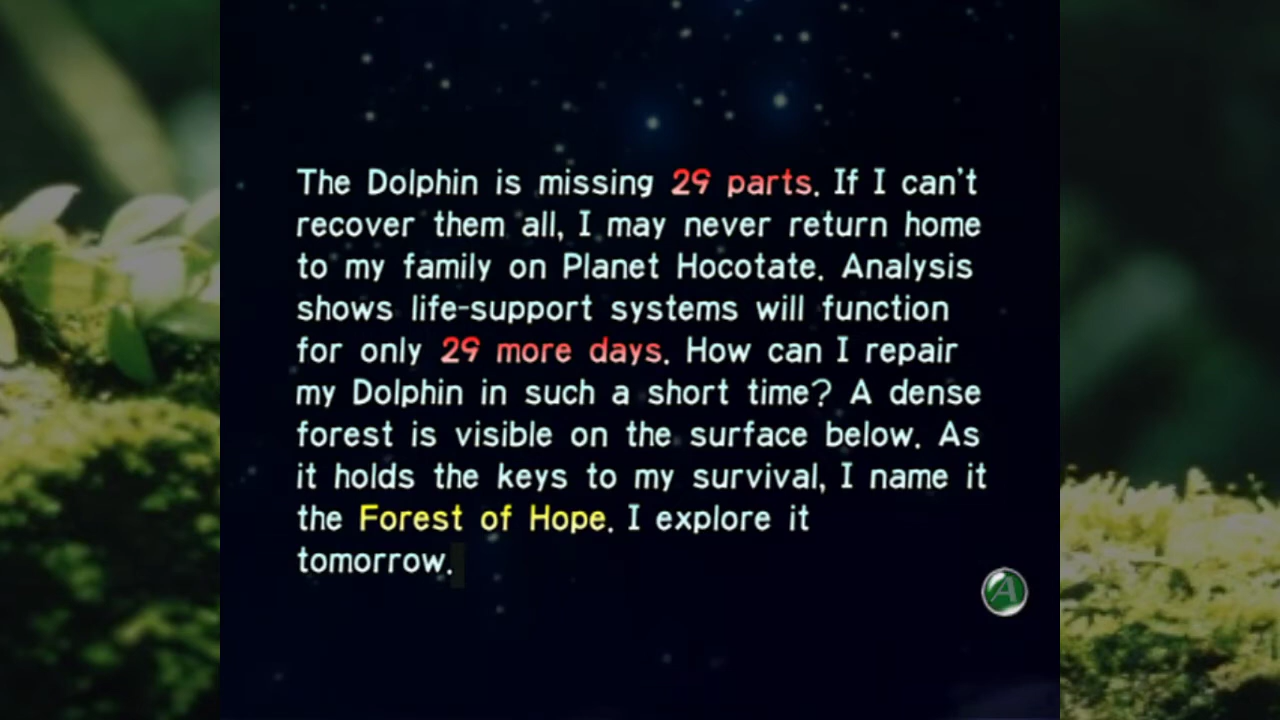 The Dolphin is missing 29 parts. If I can't
recover them all, I may never return home
to my family on Planet Hocotate. Analysis
shows life-support systems will function
for only 29 more days. How can I repair
my Dolphin in such a short time? A dense
forest is visible on the surface below. As
it holds the keys to my survival, I name it
the Forest of Hope. I explore it
tomorrow.
A